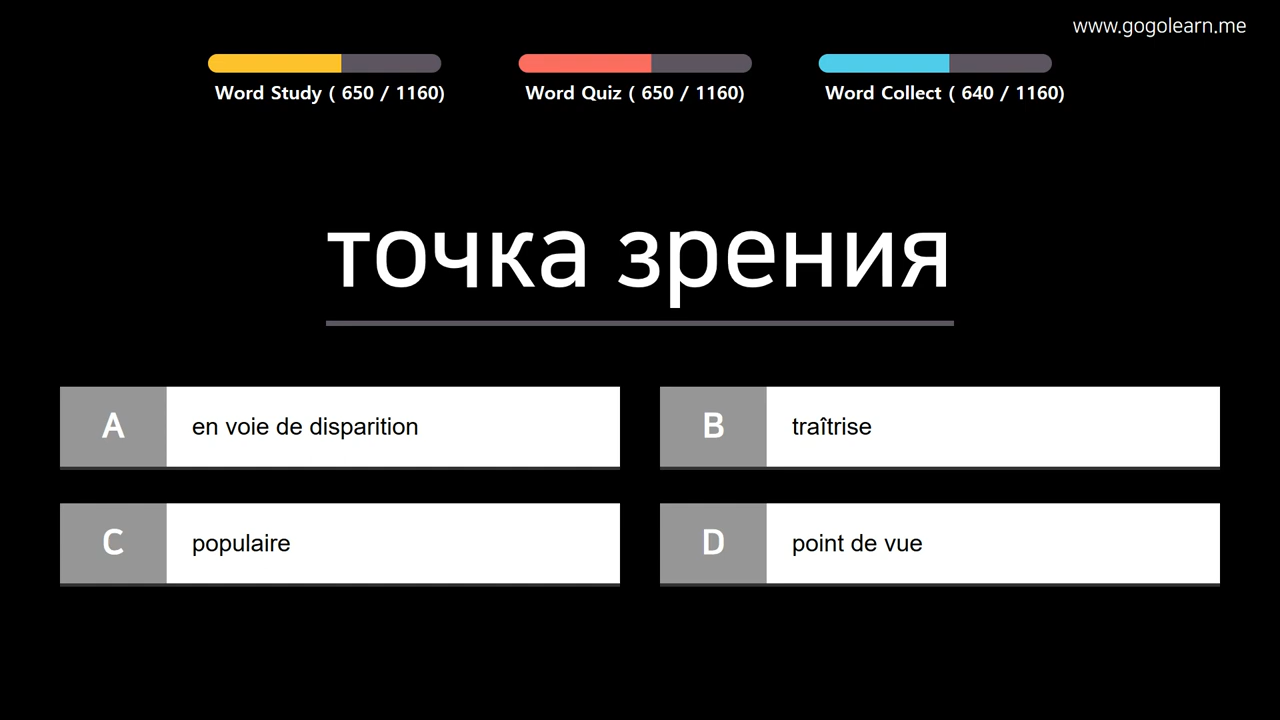 www.gogolearn.me
Word Study ( 650 / 1160)
Word Quiz ( 650 / 1160)
Word Collect ( 640 / 1160)
точка зрения
A
en voie de disparition
B
traîtrise
C
populaire
D
point de vue